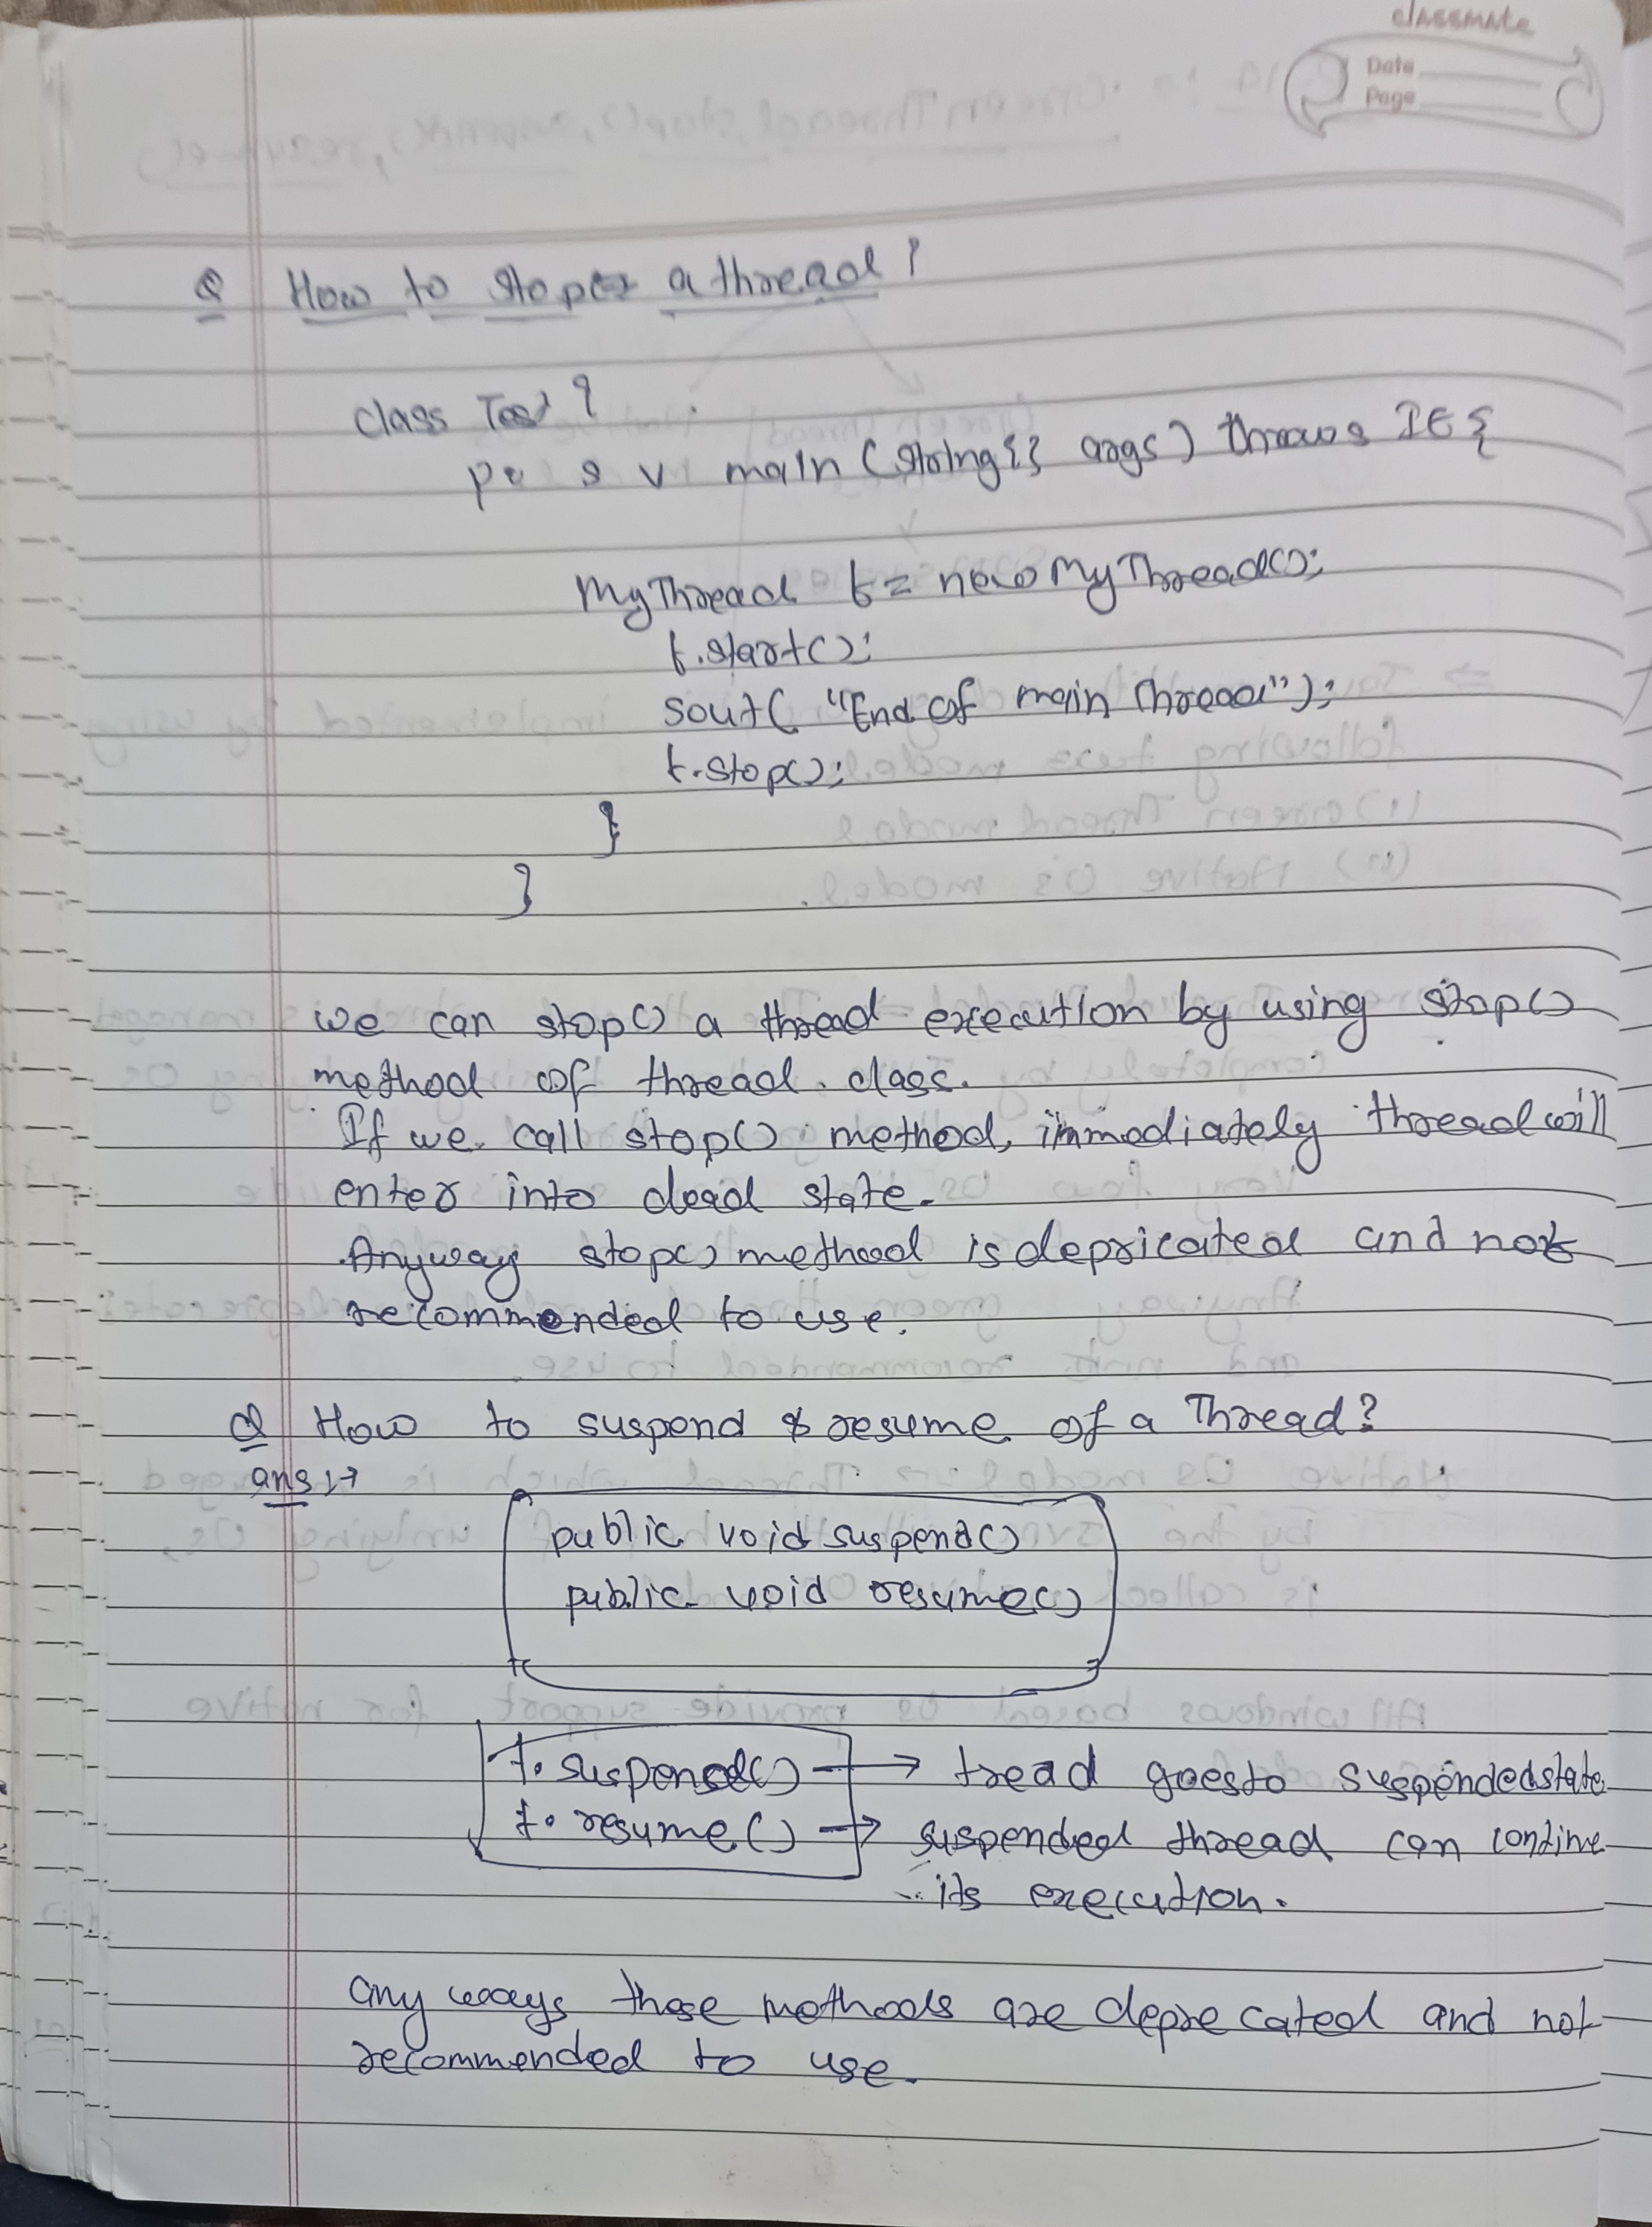 classmate
Date
Page
Q How to stop a thread?
class Test {
pu s v main (String{} args) throws IE {
MyThread t = new MyThread();
t.start();
sout( "End of main thread");
t.stop();
}
}
we can stop() a thread execution by using stop()
method of thread class.
If we call stop() method, immediately thread will
enter into dead state.
Anyway stop() method is depricated and not
recommended to use.
Q How to suspend & resume of a Thread?
ans:→
public void suspend()
public void resume()
t. suspend() → tread goes to suspended state
t. resume() → suspended thread can contine
its execution.
any ways these methods are deprecated and not
recommended to use.